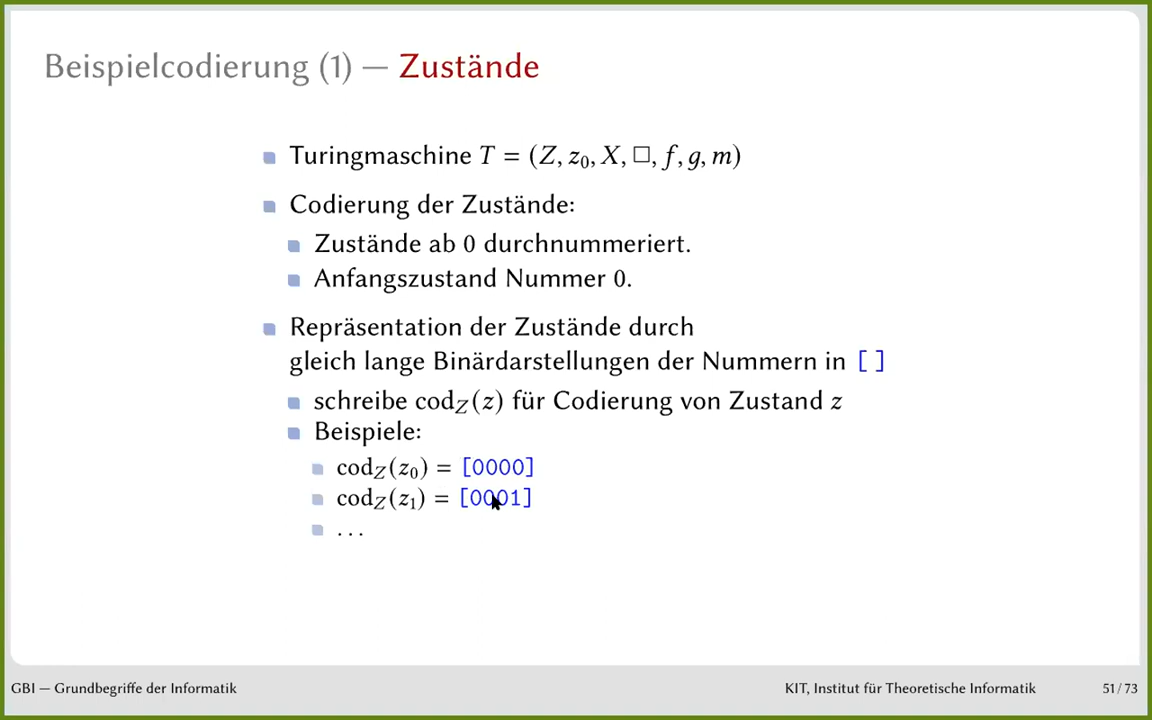 Beispielcodierung (1) — Zustände
Turingmaschine T = (Z, z₀, X, □, f, g, m)
Codierung der Zustände:
Zustände ab 0 durchnummeriert.
Anfangszustand Nummer 0.
Repräsentation der Zustände durch
gleich lange Binärdarstellungen der Nummern in [ ]
schreibe cod_Z(z) für Codierung von Zustand z
Beispiele:
cod_Z(z₀) = [0000]
cod_Z(z₁) = [0001]
. . .
GBI — Grundbegriffe der Informatik KIT, Institut für Theoretische Informatik 51 / 73